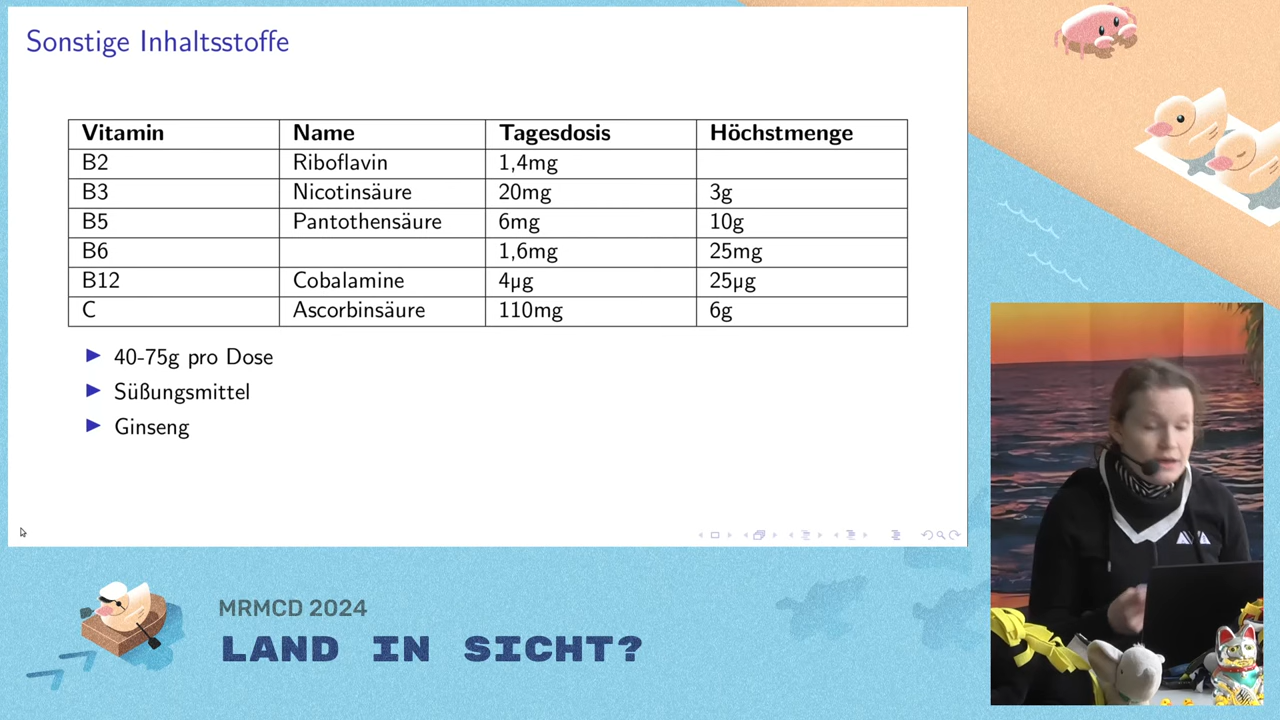 Sonstige Inhaltsstoffe
Vitamin Name Tagesdosis Höchstmenge
B2 Riboflavin 1,4mg
B3 Nicotinsäure 20mg 3g
B5 Pantothensäure 6mg 10g
B6 1,6mg 25mg
B12 Cobalamine 4µg 25µg
C Ascorbinsäure 110mg 6g
40-75g pro Dose
Süßungsmittel
Ginseng
MRMCD 2024
LAND IN SICHT?